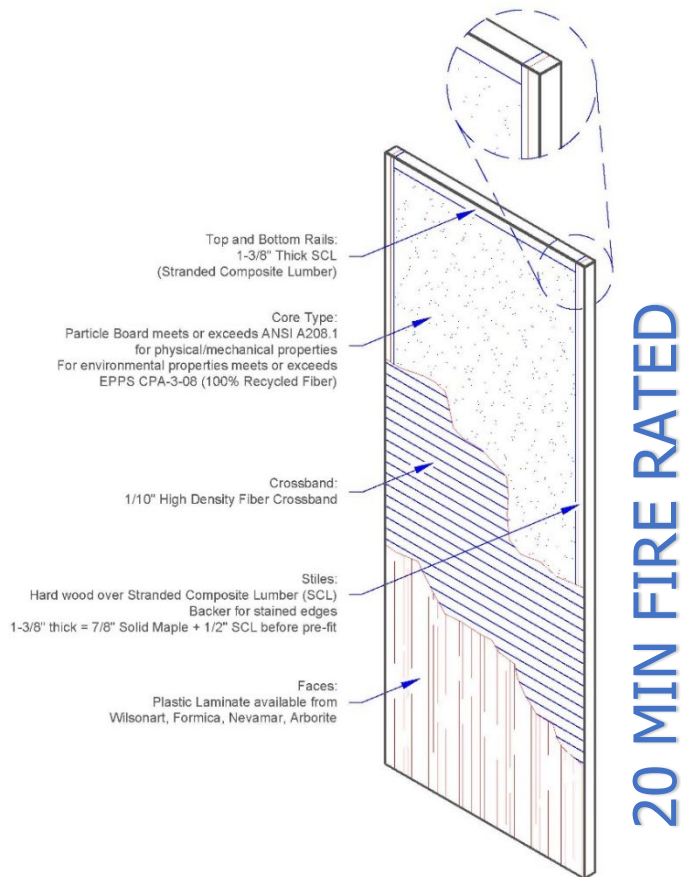 Top and Bottom Rails:
1-3/8" Thick SCL
(Stranded Composite Lumber)
Core Type:
Particle Board meets or exceeds ANSI A208.1
for physical/mechanical properties
For environmental properties meets or exceeds
EPPS CPA-3-08 (100% Recycled Fiber)
Crossband:
1/10" High Density Fiber Crossband
Stiles:
Hard wood over Stranded Composite Lumber (SCL)
Backer for stained edges
1-3/8" thick = 7/8" Solid Maple + 1/2" SCL before pre-fit
Faces:
Plastic Laminate available from
Wilsonart, Formica, Nevamar, Arborite
20 MIN FIRE RATED